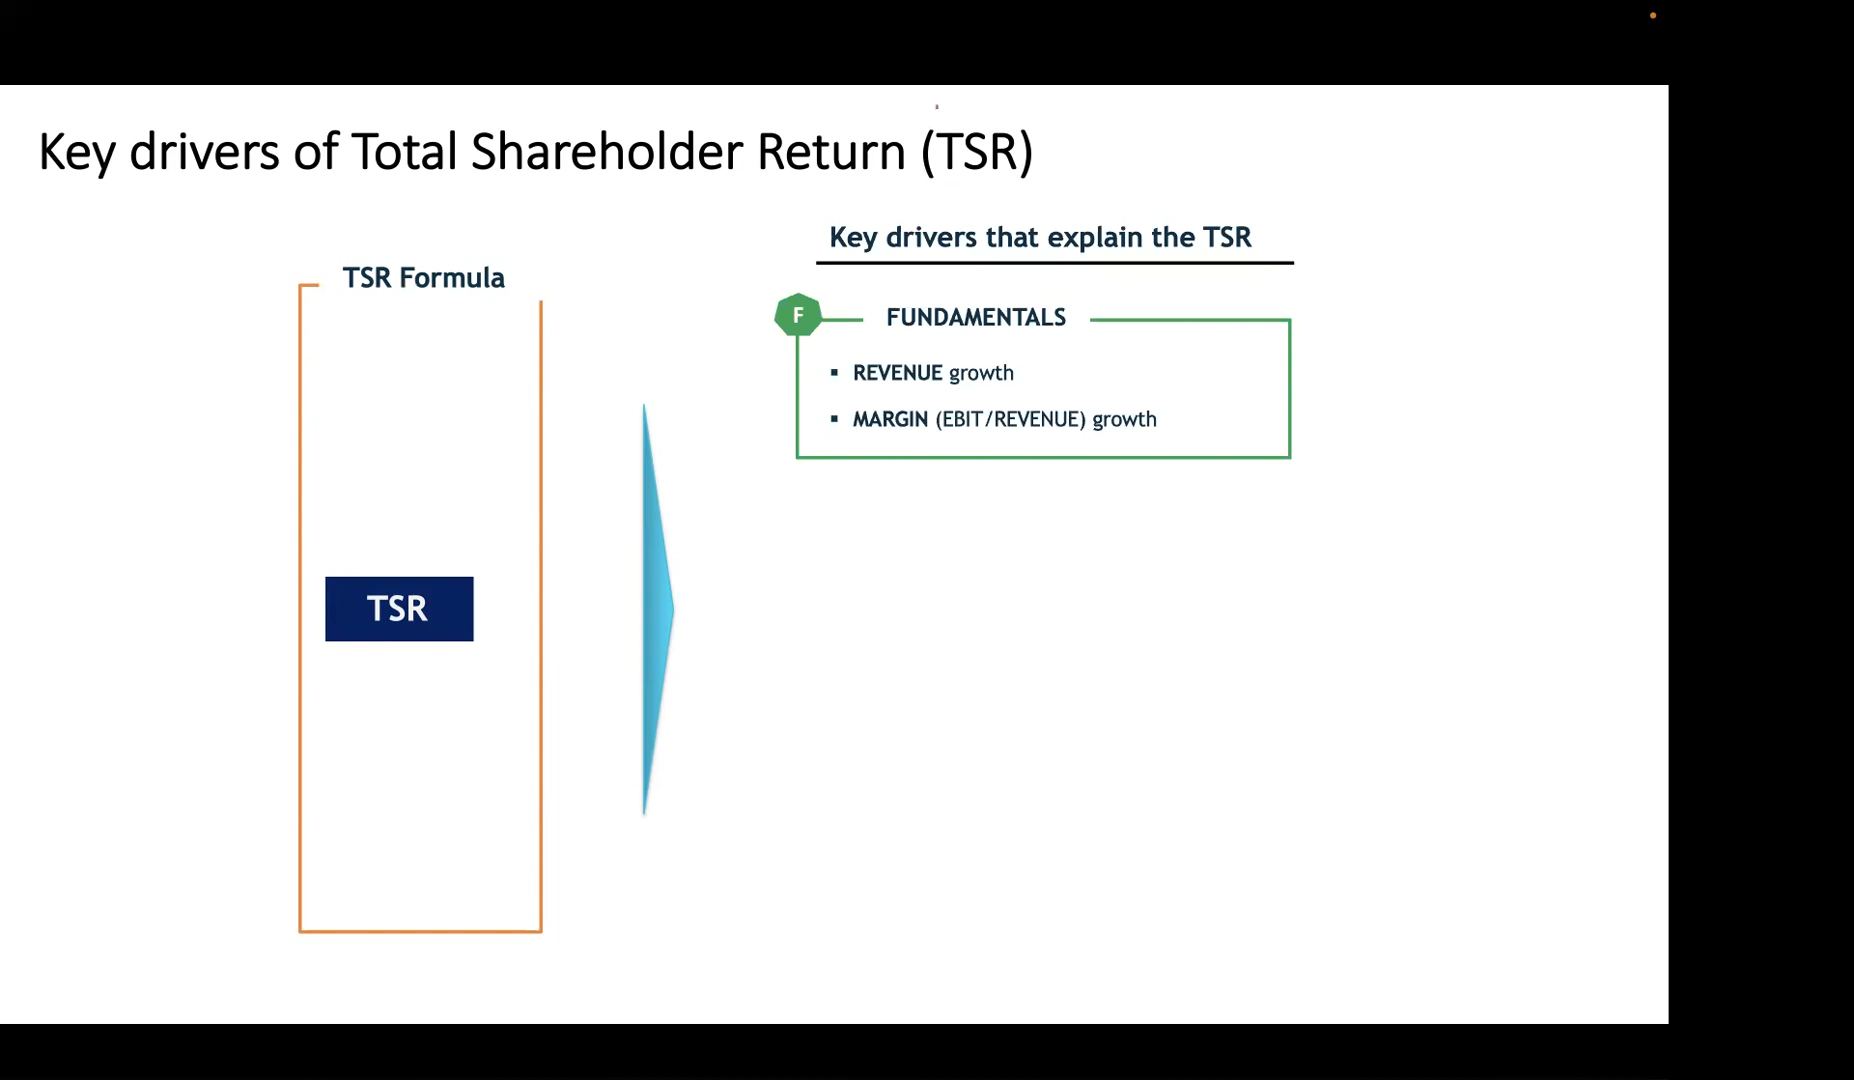 Key drivers of Total Shareholder Return (TSR)
TSR Formula
TSR
Key drivers that explain the TSR
F
FUNDAMENTALS
▪ REVENUE growth
▪ MARGIN (EBIT/REVENUE) growth